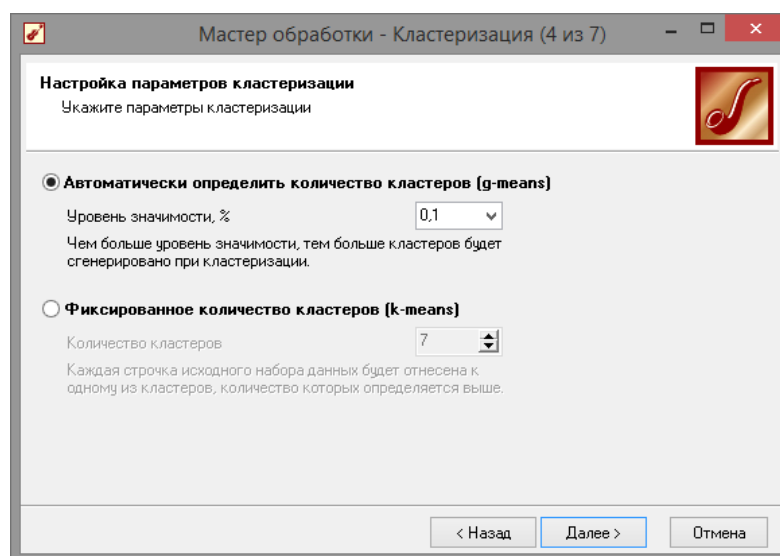 Мастер обработки - Кластеризация (4 из 7)
Настройка параметров кластеризации
Укажите параметры кластеризации
Автоматически определить количество кластеров (g-means)
Уровень значимости, % 0,1
Чем больше уровень значимости, тем больше кластеров будет
сгенерировано при кластеризации.
Фиксированное количество кластеров (k-means)
Количество кластеров 7
Каждая строчка исходного набора данных будет отнесена к
одному из кластеров, количество которых определяется выше.
< Назад Далее > Отмена